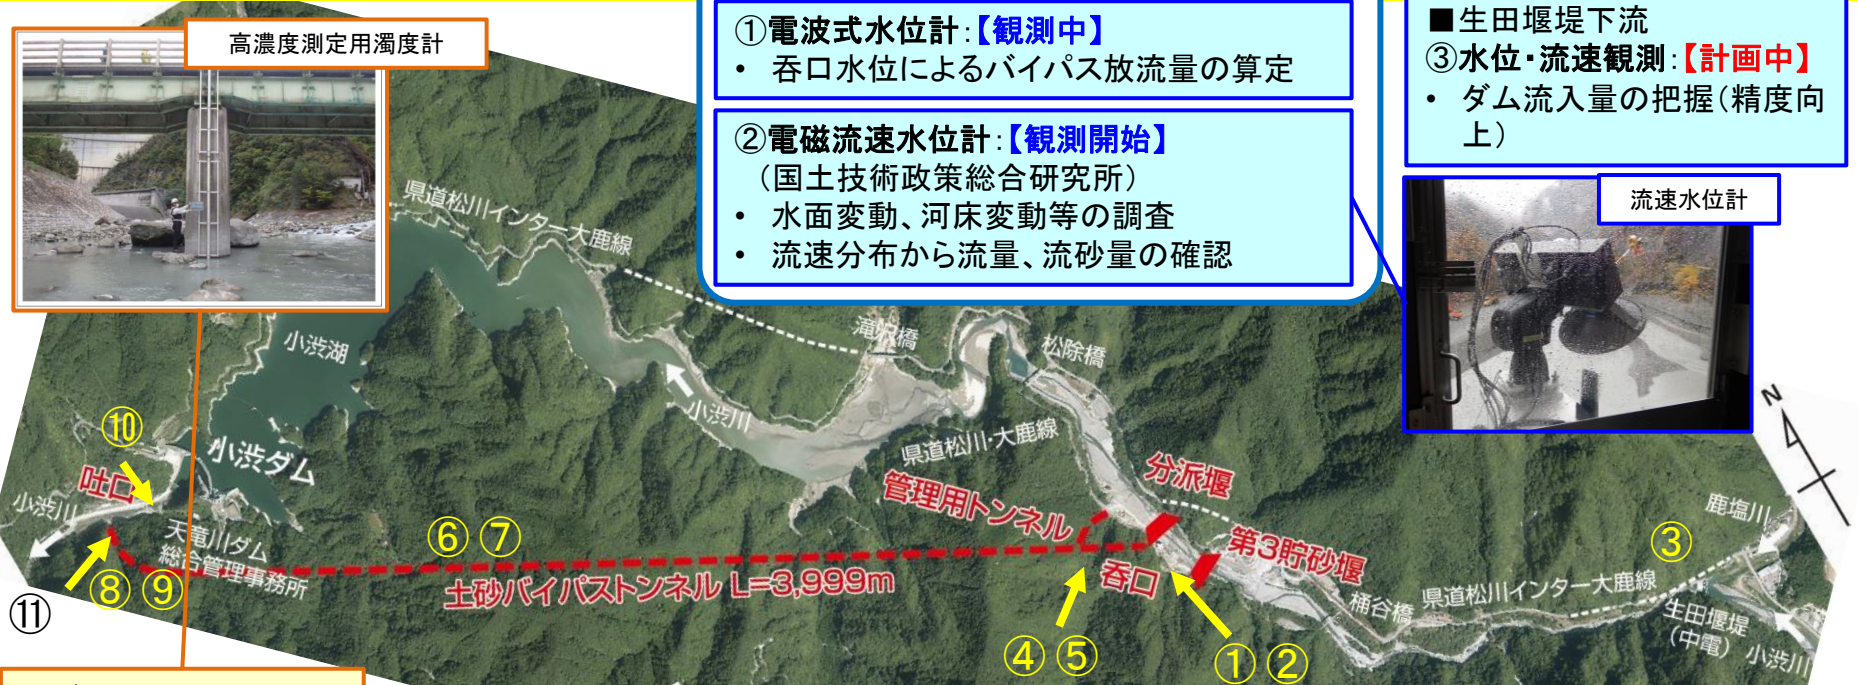 高濃度測定用濁度計
①電波式水位計：【観測中】
• 呑口水位によるバイパス放流量の算定
②電磁流速水位計：【観測開始】
（国土技術政策総合研究所）
• 水面変動、河床変動等の調査
• 流速分布から流量、流砂量の確認
■生田堰堤下流
③水位・流速観測：【計画中】
• ダム流入量の把握（精度向
上）
流速水位計
県道松川インター大鹿線
小渋湖
滝沢橋
松除橋
小渋川
県道松川・大鹿線
N
⑩
小渋ダム
吐口
小渋川
天竜川ダム
総合管理事務所
⑥ ⑦
管理用トンネル
分派堰
第3貯砂堰
呑口
③
鹿塩川
土砂バイパストンネル L=3,999m
⑧ ⑨
⑪
桶谷橋
県道松川インター大鹿線
生田堰堤
（中電）
小渋川
④ ⑤
① ②